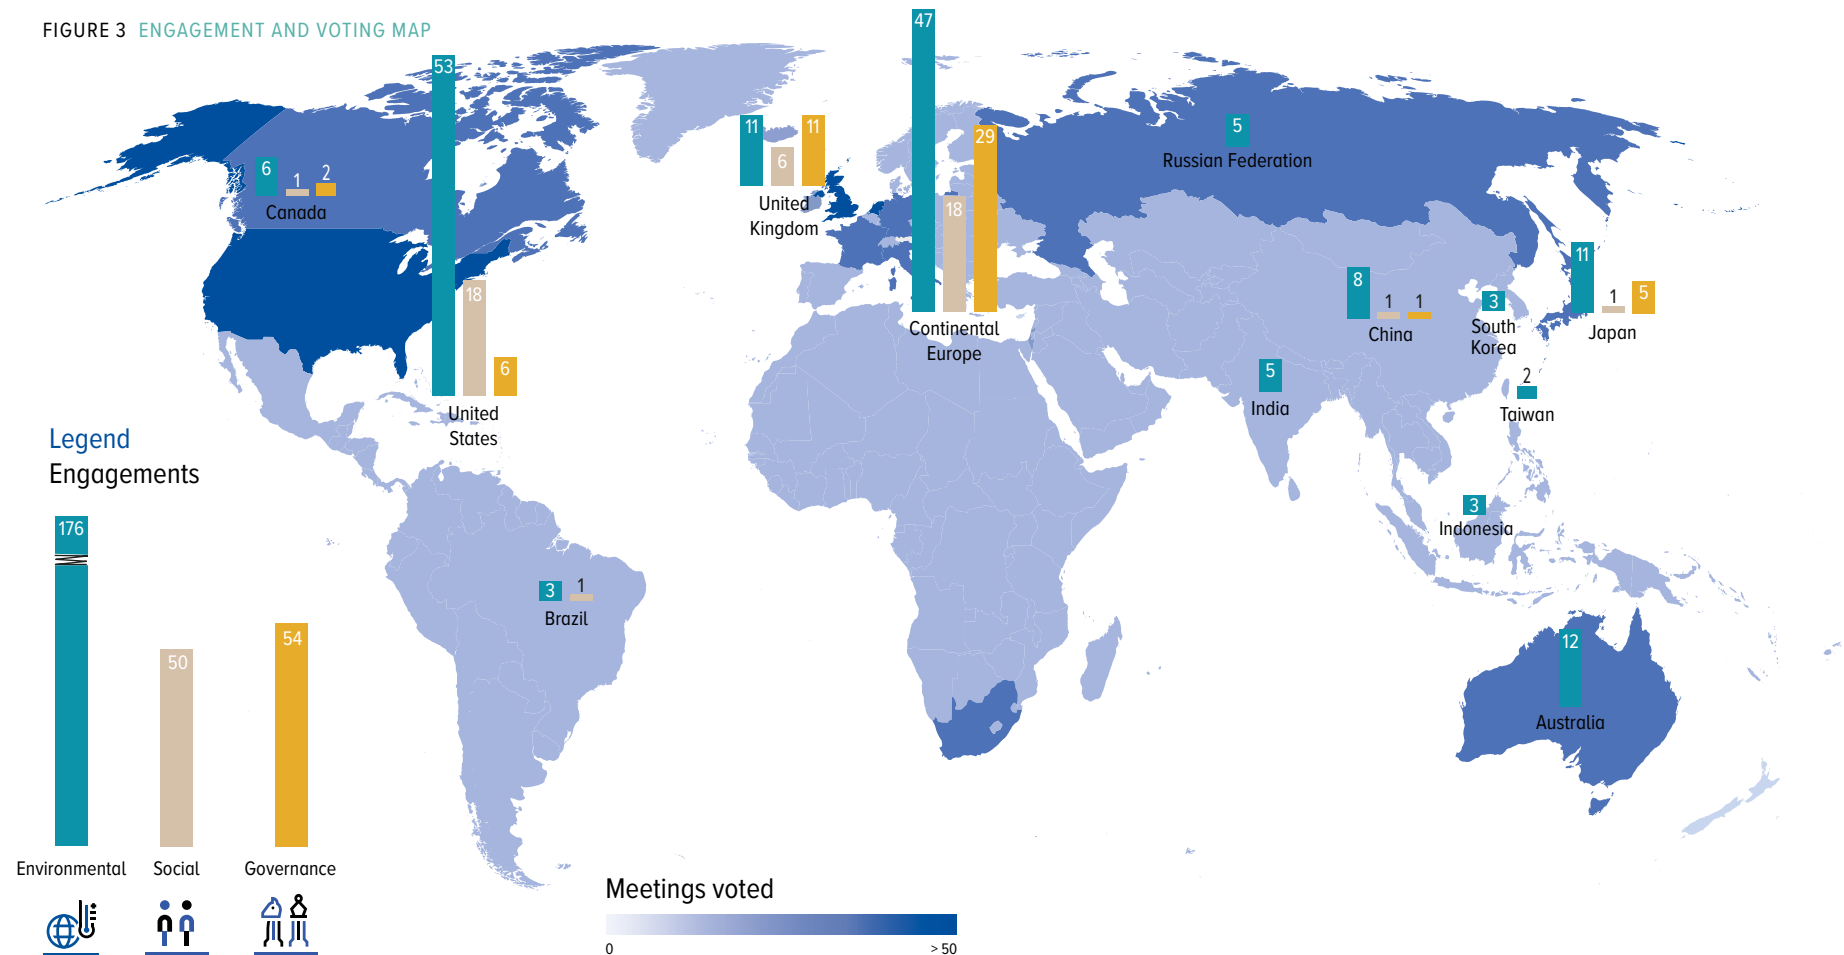 FIGURE 3 ENGAGEMENT AND VOTING MAP
6
1
2
Canada
53
18
6
United
States
11
6
11
United
Kingdom
47
18
29
Continental
Europe
5
Russian Federation
8
1
1
China
3
South
Korea
11
1
5
Japan
5
India
2
Taiwan
3
Indonesia
3
1
Brazil
12
Australia
Legend
Engagements
176
50
54
Environmental
Social
Governance
Meetings voted
0
> 50